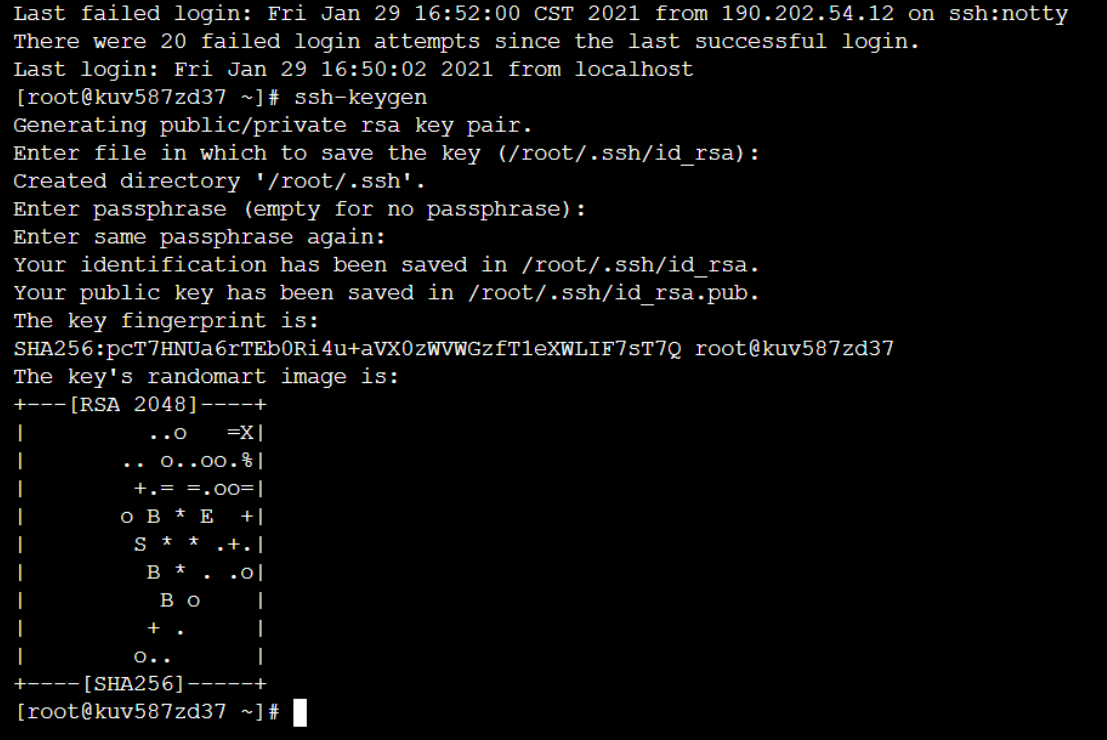 Last failed login: Fri Jan 29 16:52:00 CST 2021 from 190.202.54.12 on ssh:notty
There were 20 failed login attempts since the last successful login.
Last login: Fri Jan 29 16:50:02 2021 from localhost
[root@kuv587zd37 ~]# ssh-keygen
Generating public/private rsa key pair.
Enter file in which to save the key (/root/.ssh/id_rsa):
Created directory '/root/.ssh'.
Enter passphrase (empty for no passphrase):
Enter same passphrase again:
Your identification has been saved in /root/.ssh/id_rsa.
Your public key has been saved in /root/.ssh/id_rsa.pub.
The key fingerprint is:
SHA256:pcT7HNUa6rTEb0Ri4u+aVX0zWVWGzfT1eXWLIF7sT7Q root@kuv587zd37
The key's randomart image is:
+---[RSA 2048]----+
|         ..o   =X|
|       .. o..oo.%|
|        +.= =.oo=|
|       o B * E  +|
|        S * * .+.|
|         B * . .o|
|          B o    |
|         + .     |
|        o..      |
+----[SHA256]-----+
[root@kuv587zd37 ~]#